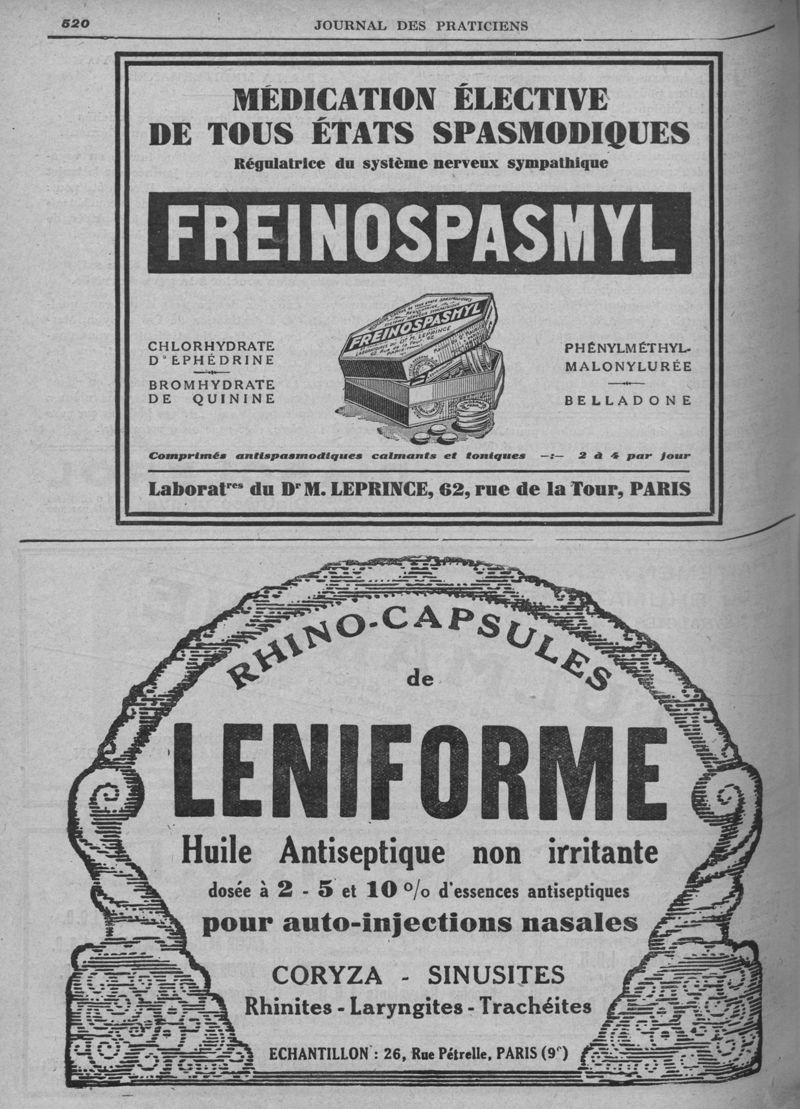 520
JOURNAL DES PRATICIENS
MÉDICATION ÉLECTIVE
DE TOUS ÉTATS SPASMODIQUES
Régulatrice du système nerveux sympathique
FREINOSPASMYL
CHLORHYDRATE
D'EPHÉDRINE
BROMHYDRATE
DE QUININE
FREINOSPASMYL
PHÉNYLMÉTHYL-
MALONYLURÉE
BELLADONE
Comprimés antispasmodiques calmants et toniques —:— 2 à 4 par jour
Laboratres du Dr M. LEPRINCE, 62, rue de la Tour, PARIS
RHINO-CAPSULES
de
LENIFORME
Huile Antiseptique non irritante
dosée à 2 - 5 et 10 % d'essences antiseptiques
pour auto-injections nasales
CORYZA - SINUSITES
Rhinites - Laryngites - Trachéites
ECHANTILLON : 26, Rue Pétrelle, PARIS (9e)